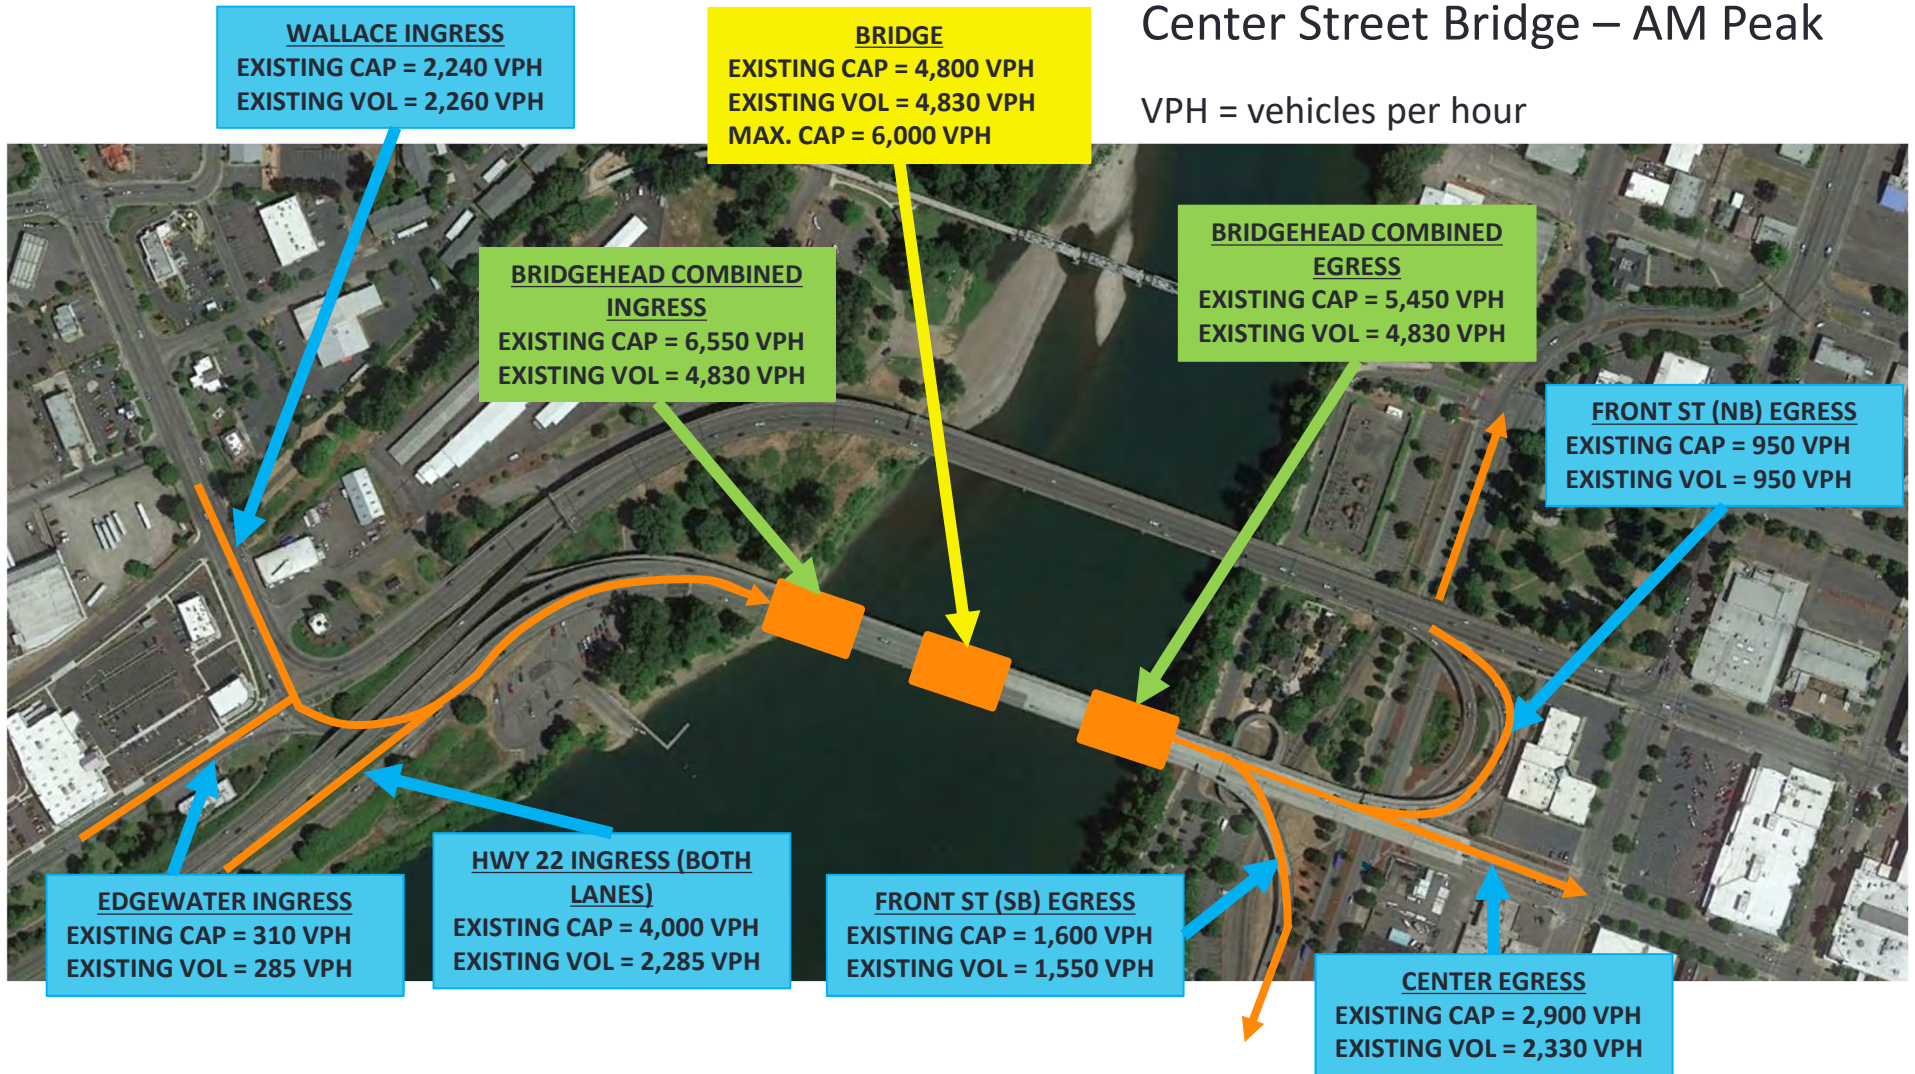 Center Street Bridge – AM Peak
VPH = vehicles per hour
WALLACE INGRESS
EXISTING CAP = 2,240 VPH
EXISTING VOL = 2,260 VPH
BRIDGE
EXISTING CAP = 4,800 VPH
EXISTING VOL = 4,830 VPH
MAX. CAP = 6,000 VPH
BRIDGEHEAD COMBINED
INGRESS
EXISTING CAP = 6,550 VPH
EXISTING VOL = 4,830 VPH
BRIDGEHEAD COMBINED
EGRESS
EXISTING CAP = 5,450 VPH
EXISTING VOL = 4,830 VPH
FRONT ST (NB) EGRESS
EXISTING CAP = 950 VPH
EXISTING VOL = 950 VPH
EDGEWATER INGRESS
EXISTING CAP = 310 VPH
EXISTING VOL = 285 VPH
HWY 22 INGRESS (BOTH
LANES)
EXISTING CAP = 4,000 VPH
EXISTING VOL = 2,285 VPH
FRONT ST (SB) EGRESS
EXISTING CAP = 1,600 VPH
EXISTING VOL = 1,550 VPH
CENTER EGRESS
EXISTING CAP = 2,900 VPH
EXISTING VOL = 2,330 VPH